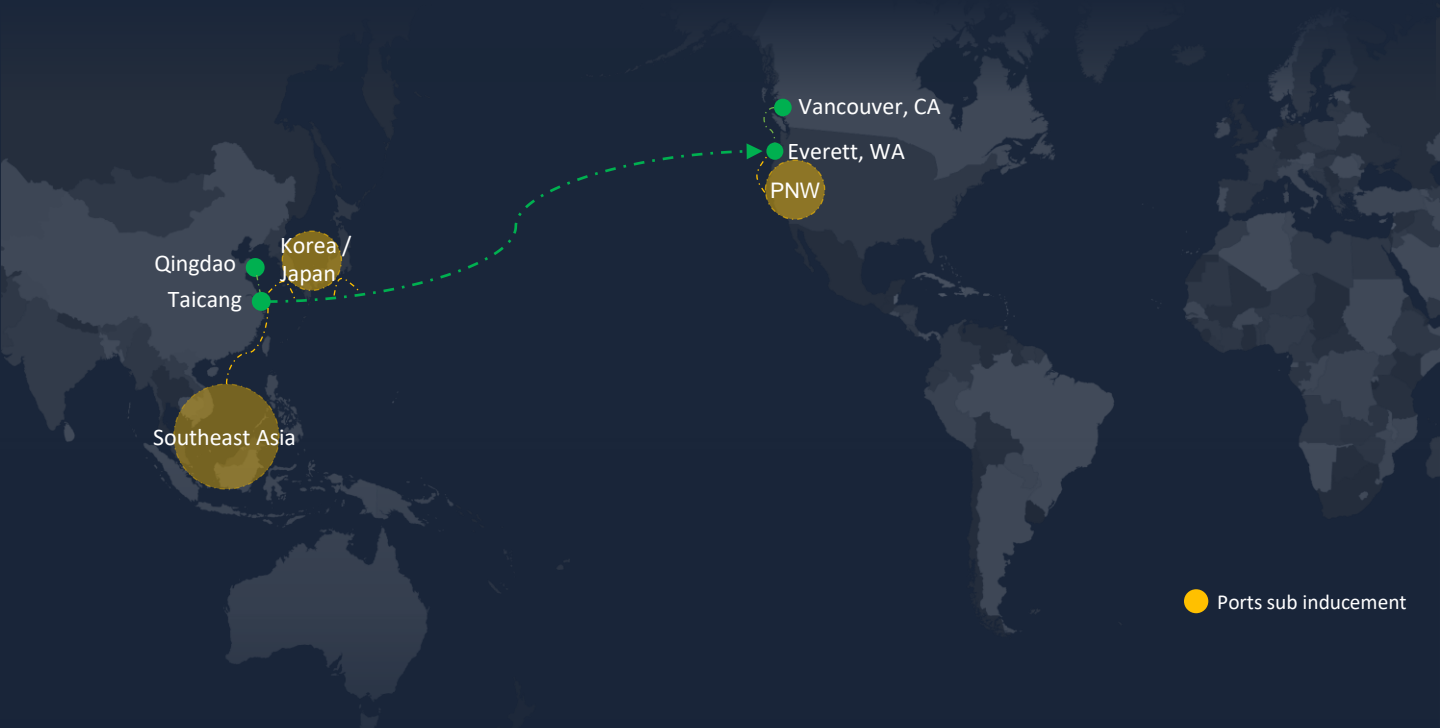 Vancouver, CA
Everett, WA
PNW
Korea /
Japan
Qingdao
Taicang
Southeast Asia
Ports sub inducement